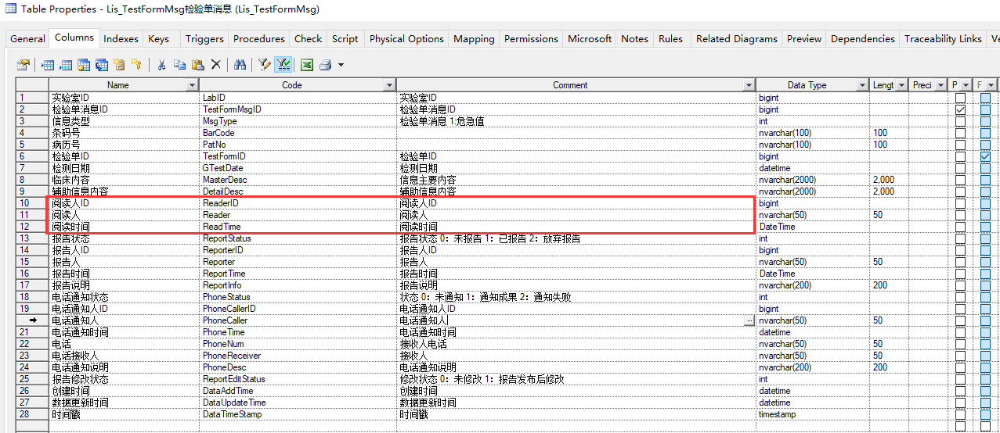 Table Properties - Lis_TestFormMsg检验单消息 (Lis_TestFormMsg)
General Columns Indexes Keys Triggers Procedures Check Script Physical Options Mapping Permissions Microsoft Notes Rules Related Diagrams Preview Dependencies Traceability Links Ve
Name Code Comment Data Type Lengt Preci P F
1 实验室ID LabID 实验室ID bigint
2 检验单消息ID TestFormMsgID 检验单消息ID bigint
3 信息类型 MsgType 检验单消息 1:危急值 int
4 条码号 BarCode nvarchar(100) 100
5 病历号 PatNo nvarchar(100) 100
6 检验单ID TestFormID 检验单ID bigint
7 检测日期 GTestDate 检测日期 datetime
8 临床内容 MasterDesc 信息主要内容 nvarchar(2000) 2,000
9 辅助信息内容 DetailDesc 辅助信息内容 nvarchar(2000) 2,000
10 阅读人ID ReaderID 阅读人ID bigint
11 阅读人 Reader 阅读人 nvarchar(50) 50
12 阅读时间 ReadTime 阅读时间 DateTime
13 报告状态 ReportStatus 报告状态 0：未报告 1：已报告 2：放弃报告 int
14 报告人ID ReporterID 报告人ID bigint
15 报告人 Reporter 报告人 nvarchar(50) 50
16 报告时间 ReportTime 报告时间 DateTime
17 报告说明 ReportInfo 报告说明 nvarchar(200) 200
18 电话通知状态 PhoneStatus 状态 0：未通知 1：通知成果 2：通知失败 int
19 电话通知人ID PhoneCallerID 电话通知人ID bigint
电话通知人 PhoneCaller 电话通知人 ... nvarchar(50) 50
21 电话通知时间 PhoneTime 电话通知时间 datetime
22 电话 PhoneNum 接收人电话 nvarchar(50) 50
23 电话接收人 PhoneReceiver 接收人 nvarchar(50) 50
24 电话通知说明 PhoneDesc 电话通知说明 nvarchar(200) 200
25 报告修改状态 ReportEditStatus 修改状态 0：未修改 1：报告发布后修改 int
26 创建时间 DataAddTime 创建时间 datetime
27 数据更新时间 DataUpdateTime 数据更新时间 datetime
28 时间戳 DataTimeStamp 时间戳 timestamp